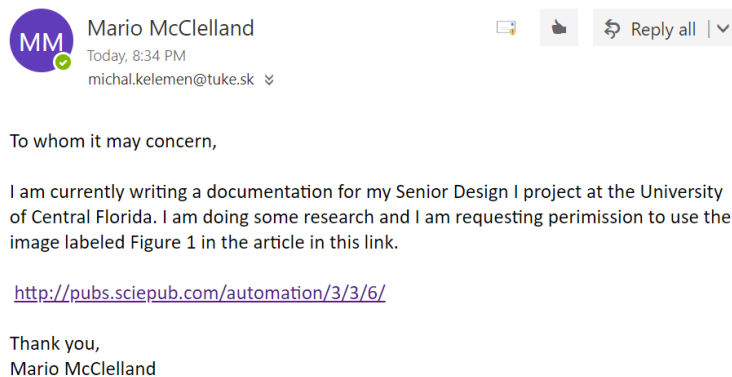 MM
Mario McClelland
Today, 8:34 PM
michal.kelemen@tuke.sk
Reply all
To whom it may concern,
I am currently writing a documentation for my Senior Design I project at the University
of Central Florida. I am doing some research and I am requesting perimission to use the
image labeled Figure 1 in the article in this link.
http://pubs.sciepub.com/automation/3/3/6/
Thank you,
Mario McClelland